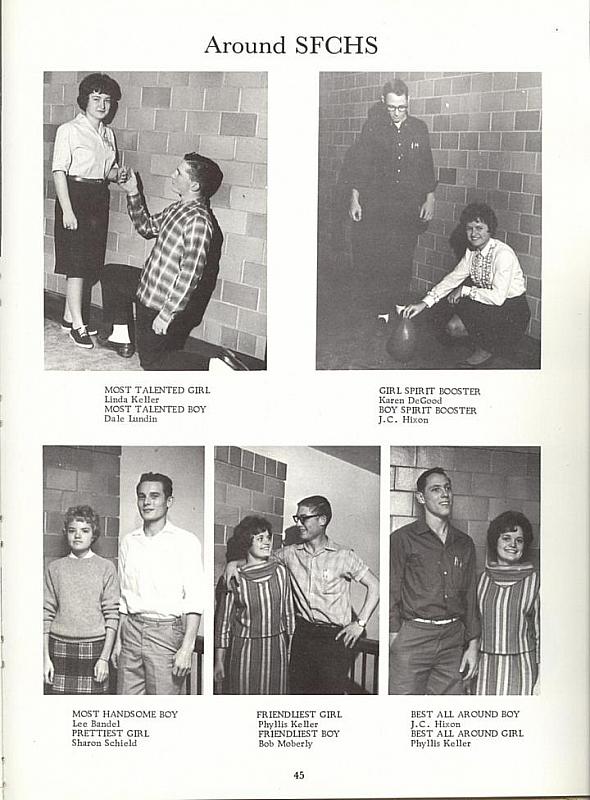 Around SFCHS
MOST TALENTED GIRL
Linda Keller
MOST TALENTED BOY
Dale Lundin
GIRL SPIRIT BOOSTER
Karen DeGood
BOY SPIRIT BOOSTER
J.C. Hixon
MOST HANDSOME BOY
Lee Bandel
PRETTIEST GIRL
Sharon Schield
FRIENDLIEST GIRL
Phyllis Keller
FRIENDLIEST BOY
Bob Moberly
BEST ALL AROUND BOY
J.C. Hixon
BEST ALL AROUND GIRL
Phyllis Keller
45